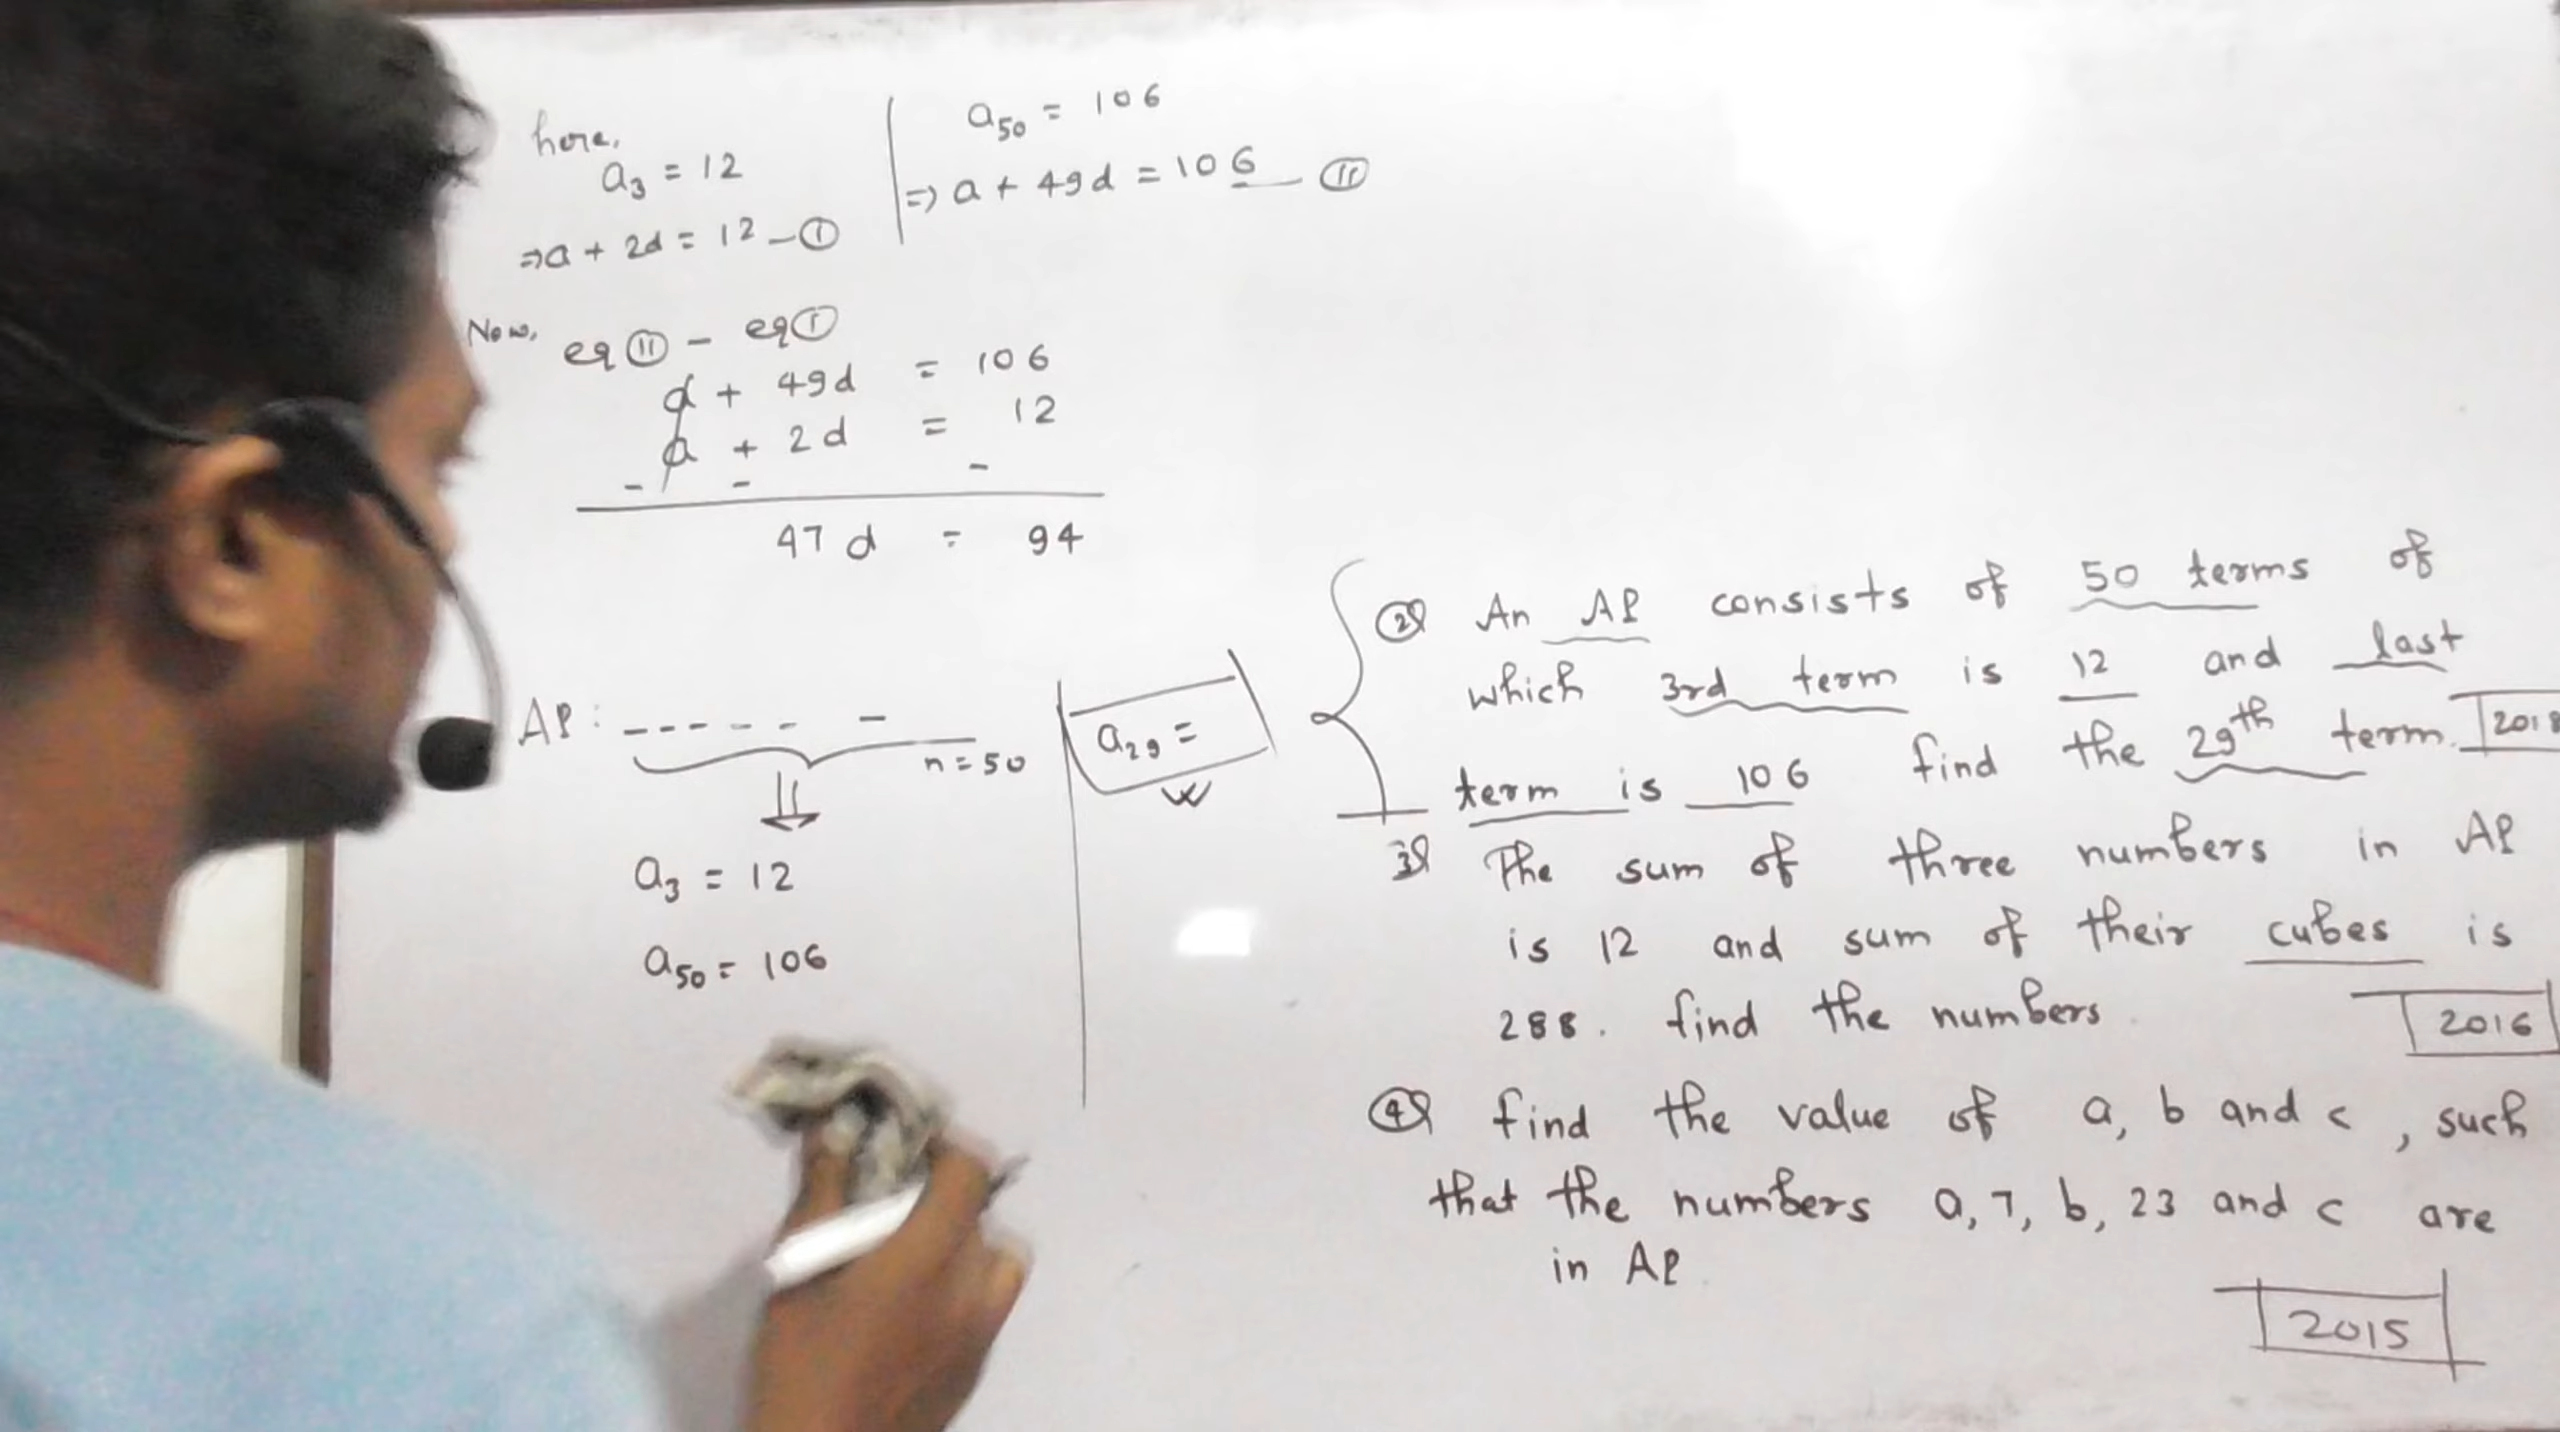 here,
a₃ = 12
⇒ a + 2d = 12 — Ⓘ
a₅₀ = 106
⇒ a + 49d = 106 — Ⓘⓘ
Now, eq Ⓘⓘ - eq Ⓘ
a + 49d = 106
a + 2d = 12
- - -
47d = 94
AP: - - - - - - n = 50
a₃ = 12
a₅₀ = 106
a₂₉ =
② An AP consists of 50 terms of
which 3rd term is 12 and last
term is 106 find the 29th term. 2018
3) The sum of three numbers in AP
is 12 and sum of their cubes is
288. find the numbers. 2016
④ find the value of a, b and c, such
that the numbers a, 7, b, 23 and c are
in AP
2015